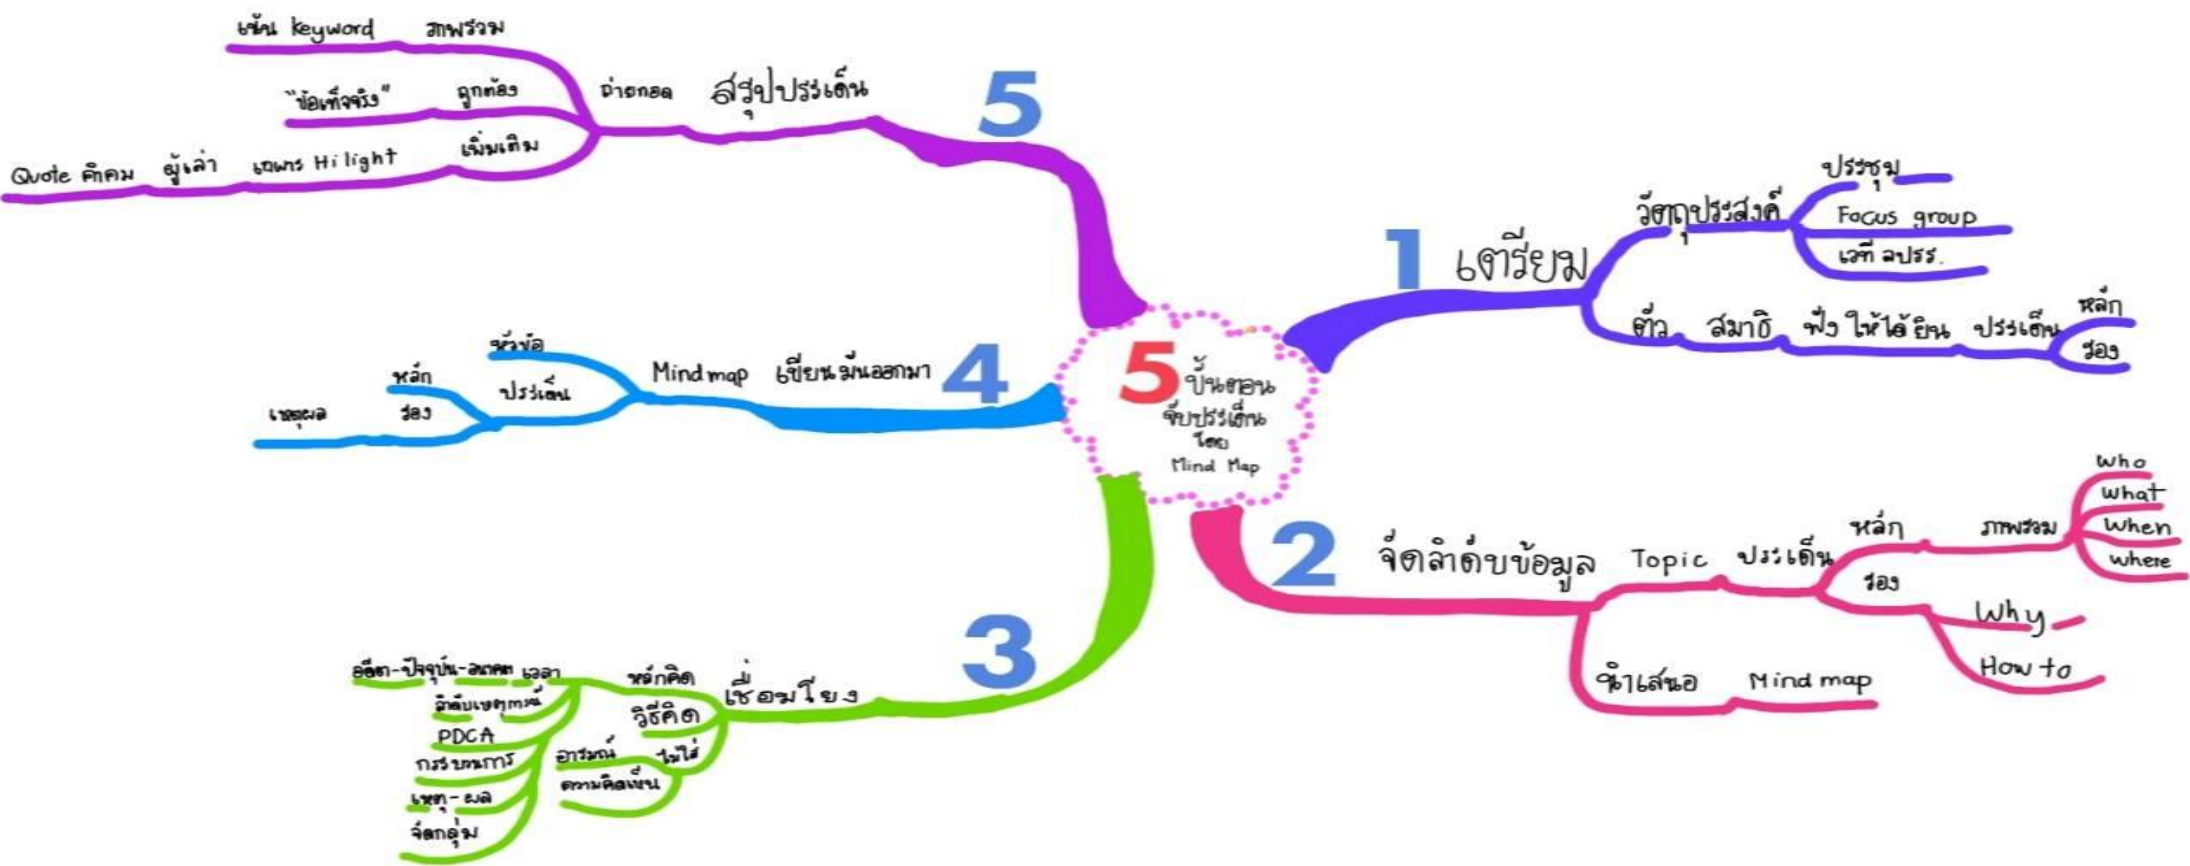 5 ขั้นตอน
จับประเด็น
โดย
Mind Map
1 เตรียม
วัตถุประสงค์
ประชุม
Focus group
เวที ลปรร.
ตัว สมาธิ ฟัง ให้ได้ยิน ประเด็น
หลัก
รอง
2 จัดลำดับข้อมูล
Topic ประเด็น
หลัก
ภาพรวม
Who
What
When
Where
รอง
Why
How to
นำเสนอ Mind map
3
เชื่อมโยง
หลักคิด
อดีต-ปัจจุบัน-อนาคต เวลา
ลำดับเหตุการณ์
PDCA
กระบวนการ
เหตุ-ผล
จัดกลุ่ม
วิธีคิด
ไม่ใส่
อารมณ์
ความคิดเห็น
4
เขียนมันออกมา
Mind map
หัวข้อ
ประเด็น
หลัก
รอง
เหตุผล
5
สรุปประเด็น
ถ่ายทอด
ภาพรวม
เน้น keyword
ถูกต้อง
"ข้อเท็จจริง"
เพิ่มเติม
เฉพาะ Hi light
ผู้เล่า
Quote คำคม